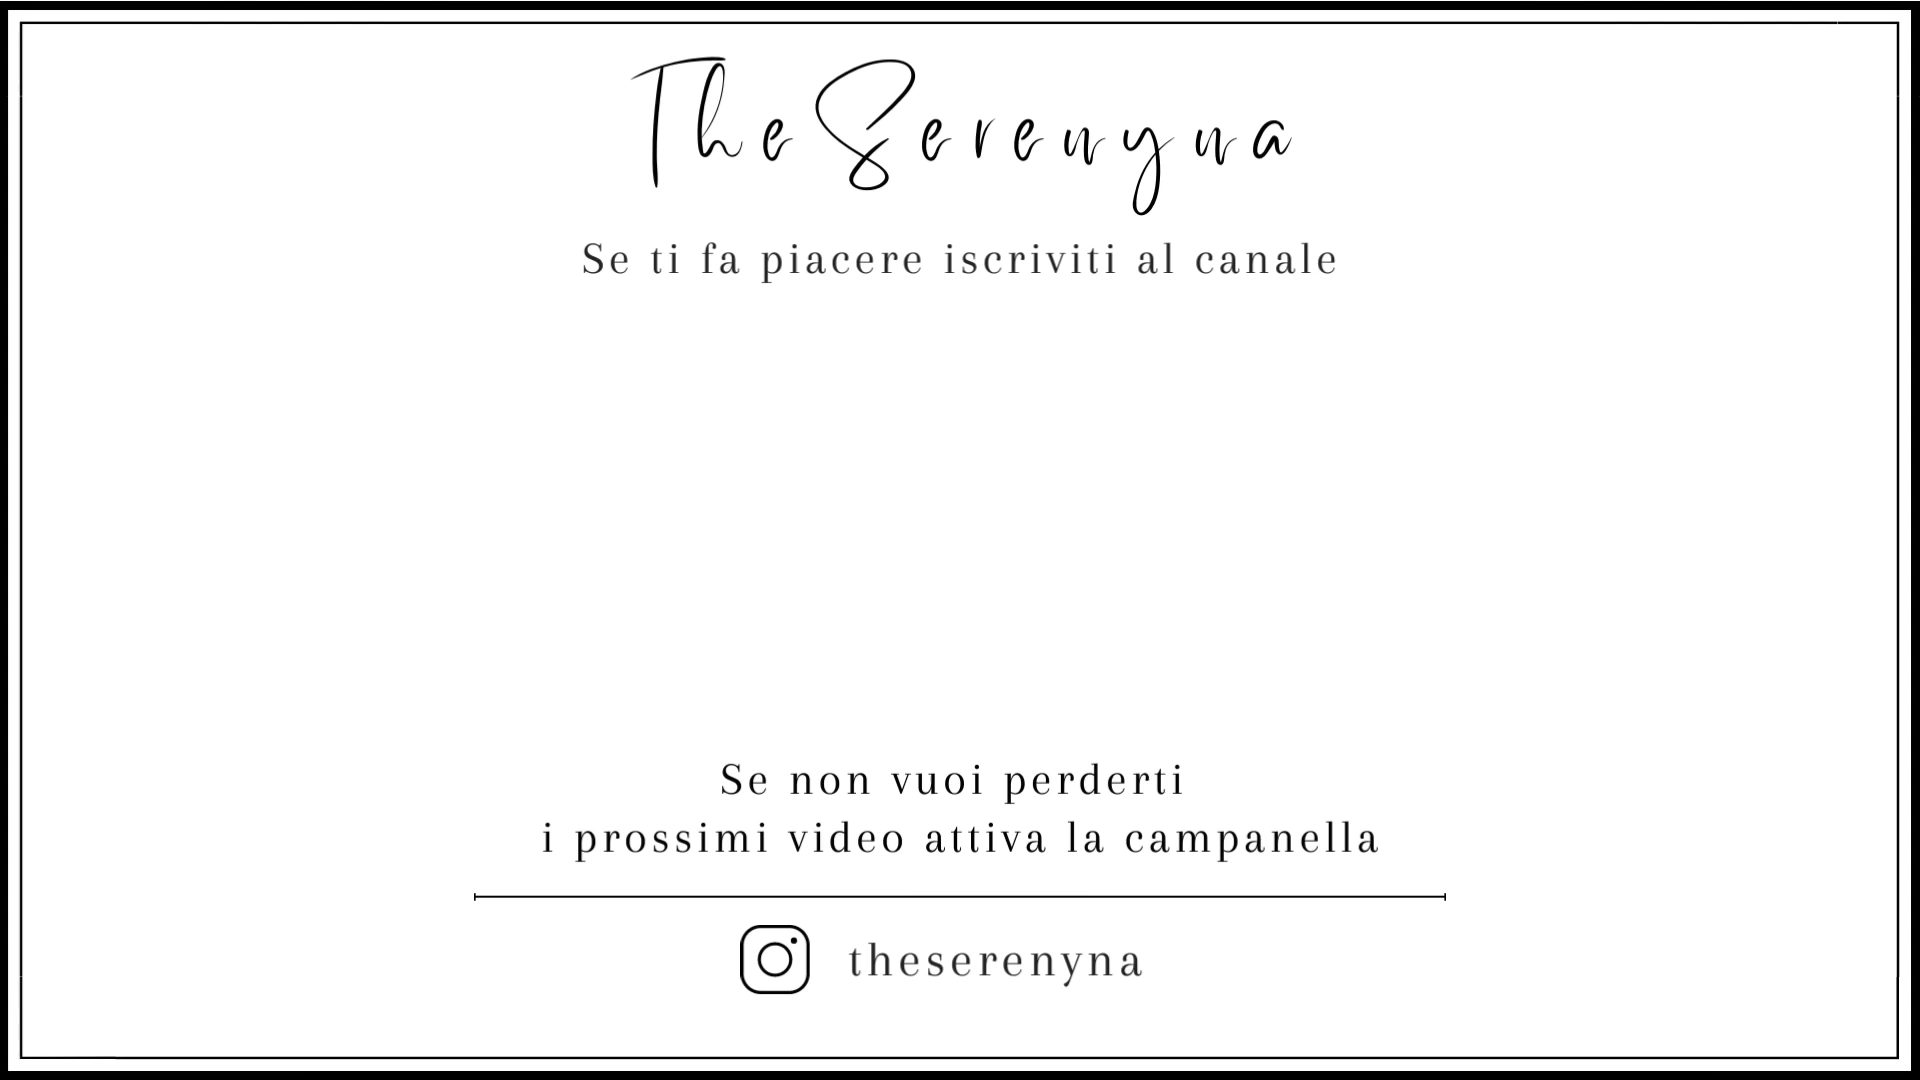 TheSerenyna
Se ti fa piacere iscriviti al canale
Se non vuoi perderti
i prossimi video attiva la campanella
theserenyna